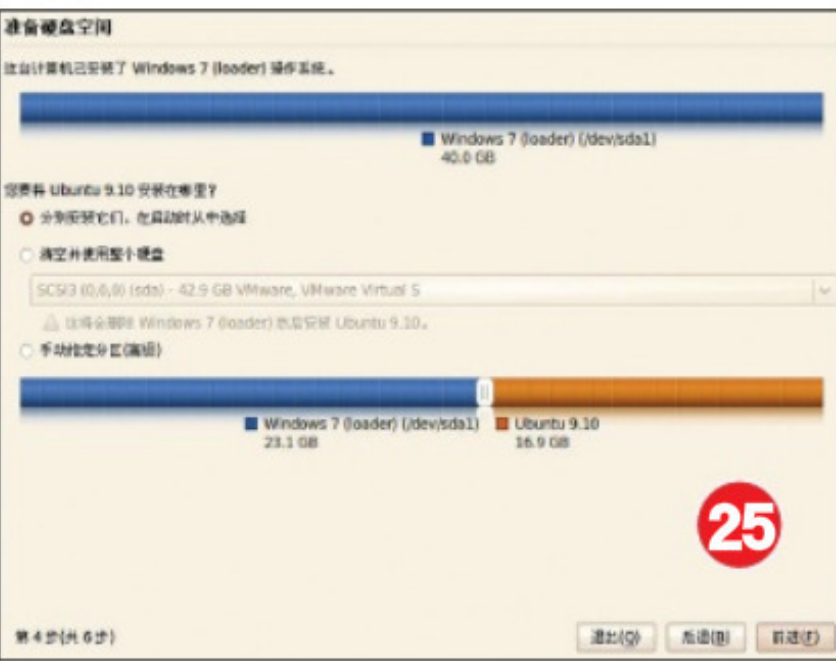 准备硬盘空间
这台计算机已安装了 Windows 7 (loader) 操作系统。
Windows 7 (loader) (/dev/sda1)
40.0 GB
您要将 Ubuntu 9.10 安装在哪里？
分别安装它们，在启动时从中选择
清空并使用整个硬盘
SCSI3 (0,0,0) (sda) - 42.9 GB VMware, VMware Virtual S
这将会删除 Windows 7 (loader) 然后安装 Ubuntu 9.10。
手动指定分区(高级)
Windows 7 (loader) (/dev/sda1)   Ubuntu 9.10
23.1 GB   16.9 GB
25
第 4 步(共 6 步)   退出(Q)   后退(B)   前进(F)